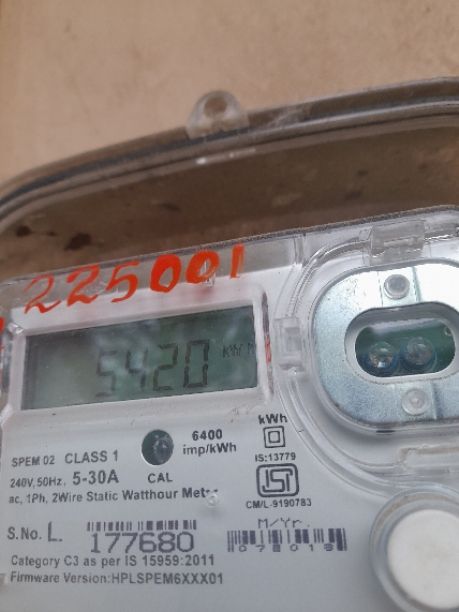 225001
5420 kWh
6400
imp/kWh
kWh
IS:13779
SPEM 02 CLASS 1
240V, 50Hz, 5-30A
CAL
ac, 1Ph, 2Wire Static Watthour Meter
ISI
CM/L-9190783
S.No. L. 177680
M/Yr.
Category C3 as per IS 15959:2011
Firmware Version:HPLSPEM6XXX01